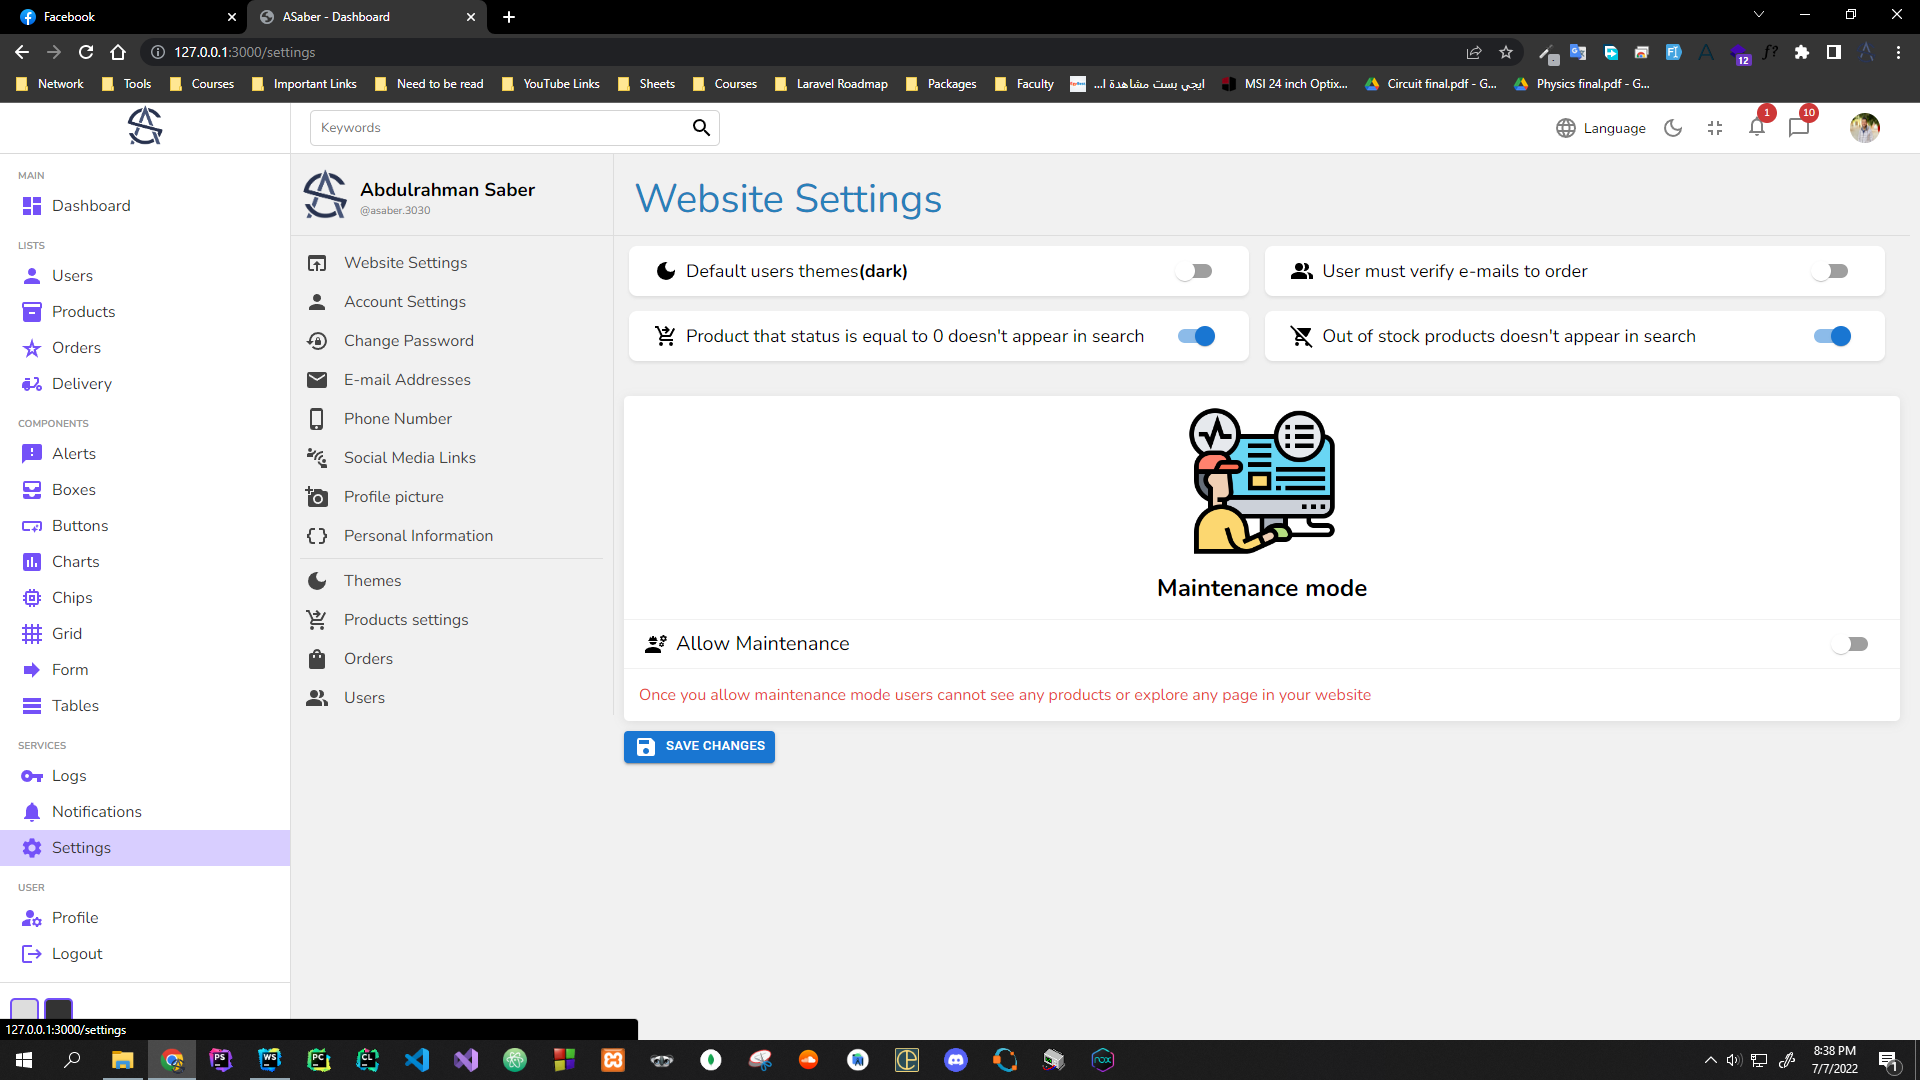 Facebook
ASaber - Dashboard
127.0.0.1:3000/settings
12
Network
Tools
Courses
Important Links
Need to be read
YouTube Links
Sheets
Courses
Laravel Roadmap
Packages
Faculty
ايجي بست مشاهدة ا...
MSI 24 inch Optix...
Circuit final.pdf - G...
Physics final.pdf - G...
Keywords
Language
1
10
MAIN
Dashboard
LISTS
Users
Products
Orders
Delivery
COMPONENTS
Alerts
Boxes
Buttons
Charts
Chips
Grid
Form
Tables
SERVICES
Logs
Notifications
Settings
USER
Profile
Logout
Abdulrahman Saber
@asaber.3030
Website Settings
Account Settings
Change Password
E-mail Addresses
Phone Number
Social Media Links
Profile picture
Personal Information
Themes
Products settings
Orders
Users
Website Settings
Default users themes(dark)
User must verify e-mails to order
Product that status is equal to 0 doesn't appear in search
Out of stock products doesn't appear in search
Maintenance mode
Allow Maintenance
Once you allow maintenance mode users cannot see any products or explore any page in your website
SAVE CHANGES
127.0.0.1:3000/settings
PS
WS
PC
CL
nox
8:38 PM
7/7/2022
1